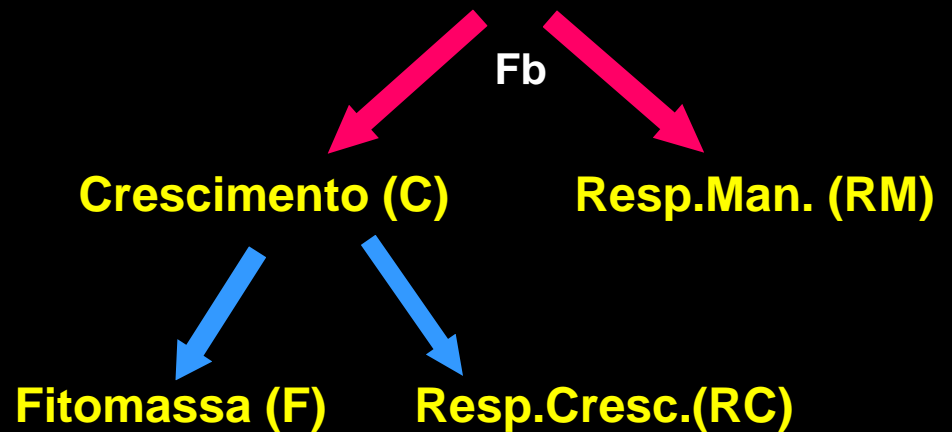 Fb
Crescimento (C) Resp.Man. (RM)
Fitomassa (F) Resp.Cresc.(RC)